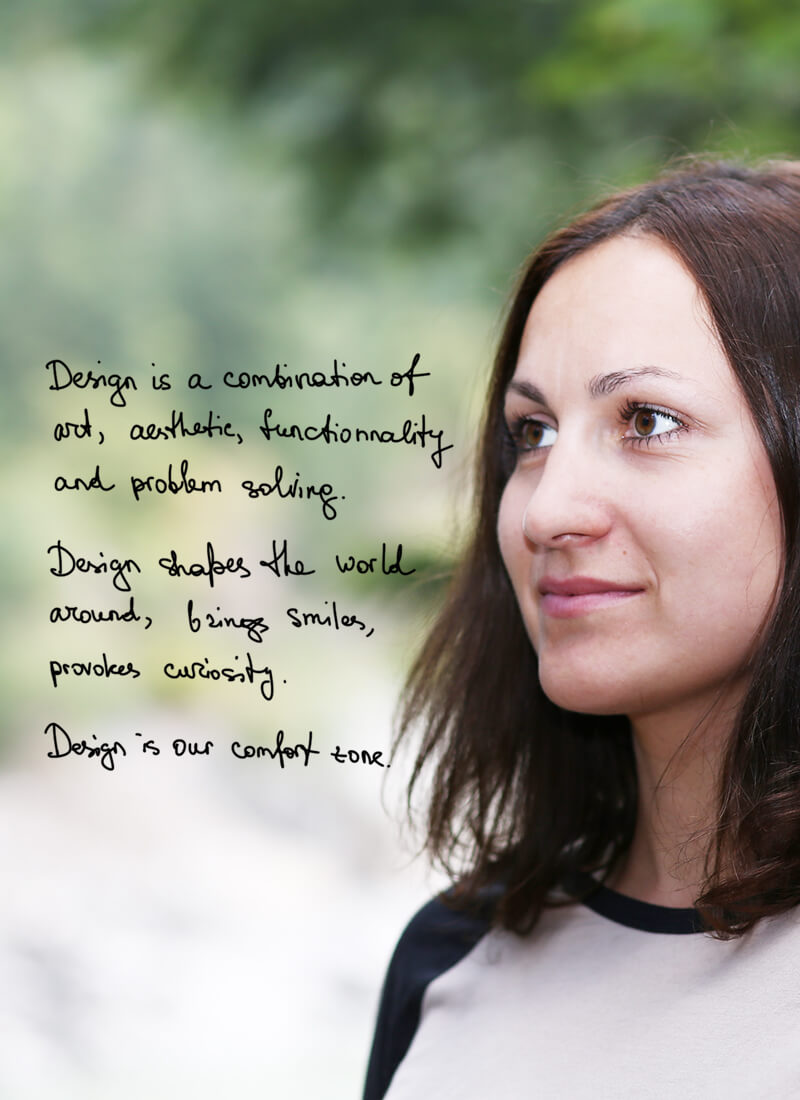 Design is a combination of
art, aesthetic, functionnality
and problem solving.
Design shapes the world
around, brings smiles,
provokes curiosity.
Design is our comfort zone.